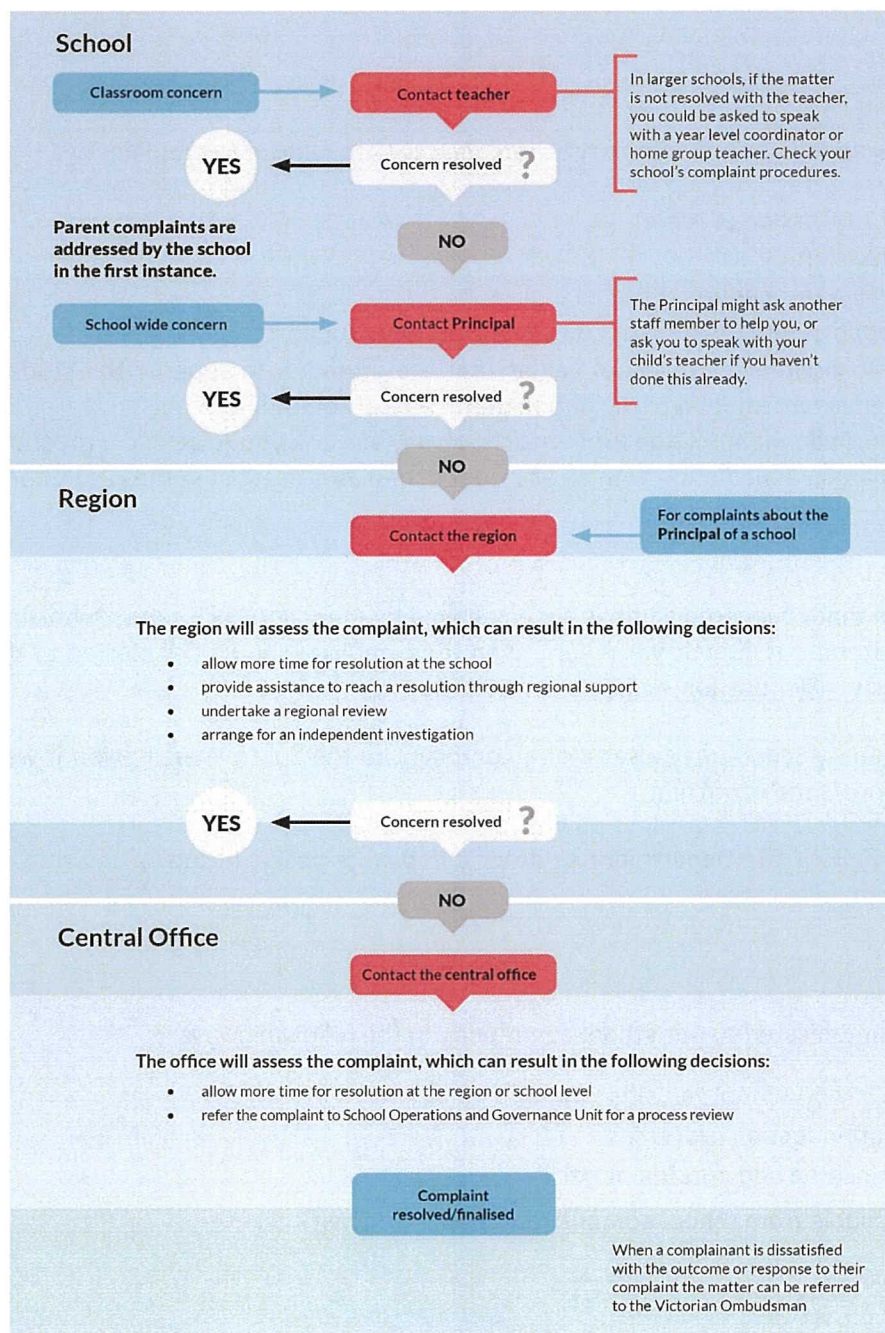 School
Classroom concern
Contact teacher
In larger schools, if the matter
is not resolved with the teacher,
you could be asked to speak
with a year level coordinator or
home group teacher. Check your
school's complaint procedures.
YES
Concern resolved ?
Parent complaints are
addressed by the school
in the first instance.
NO
School wide concern
Contact Principal
The Principal might ask another
staff member to help you, or
ask you to speak with your
child's teacher if you haven't
done this already.
YES
Concern resolved ?
NO
Region
Contact the region
For complaints about the
Principal of a school
The region will assess the complaint, which can result in the following decisions:
• allow more time for resolution at the school
• provide assistance to reach a resolution through regional support
• undertake a regional review
• arrange for an independent investigation
YES
Concern resolved ?
NO
Central Office
Contact the central office
The office will assess the complaint, which can result in the following decisions:
• allow more time for resolution at the region or school level
• refer the complaint to School Operations and Governance Unit for a process review
Complaint
resolved/finalised
When a complainant is dissatisfied
with the outcome or response to their
complaint the matter can be referred
to the Victorian Ombudsman